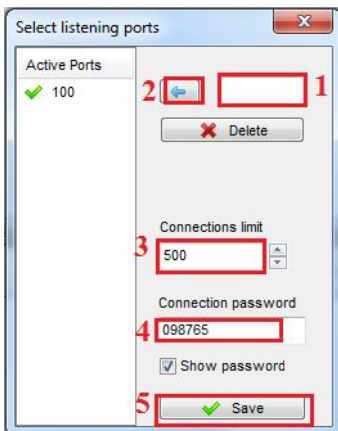 Select listening ports
Active Ports
100
2
1
Delete
Connections limit
3
500
Connection password
4
098765
Show password
5
Save